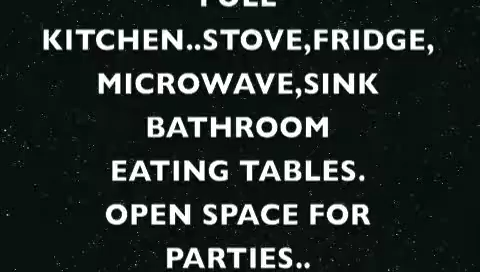 KITCHEN..STOVE,FRIDGE,
MICROWAVE,SINK
BATHROOM
EATING TABLES.
OPEN SPACE FOR
PARTIES..